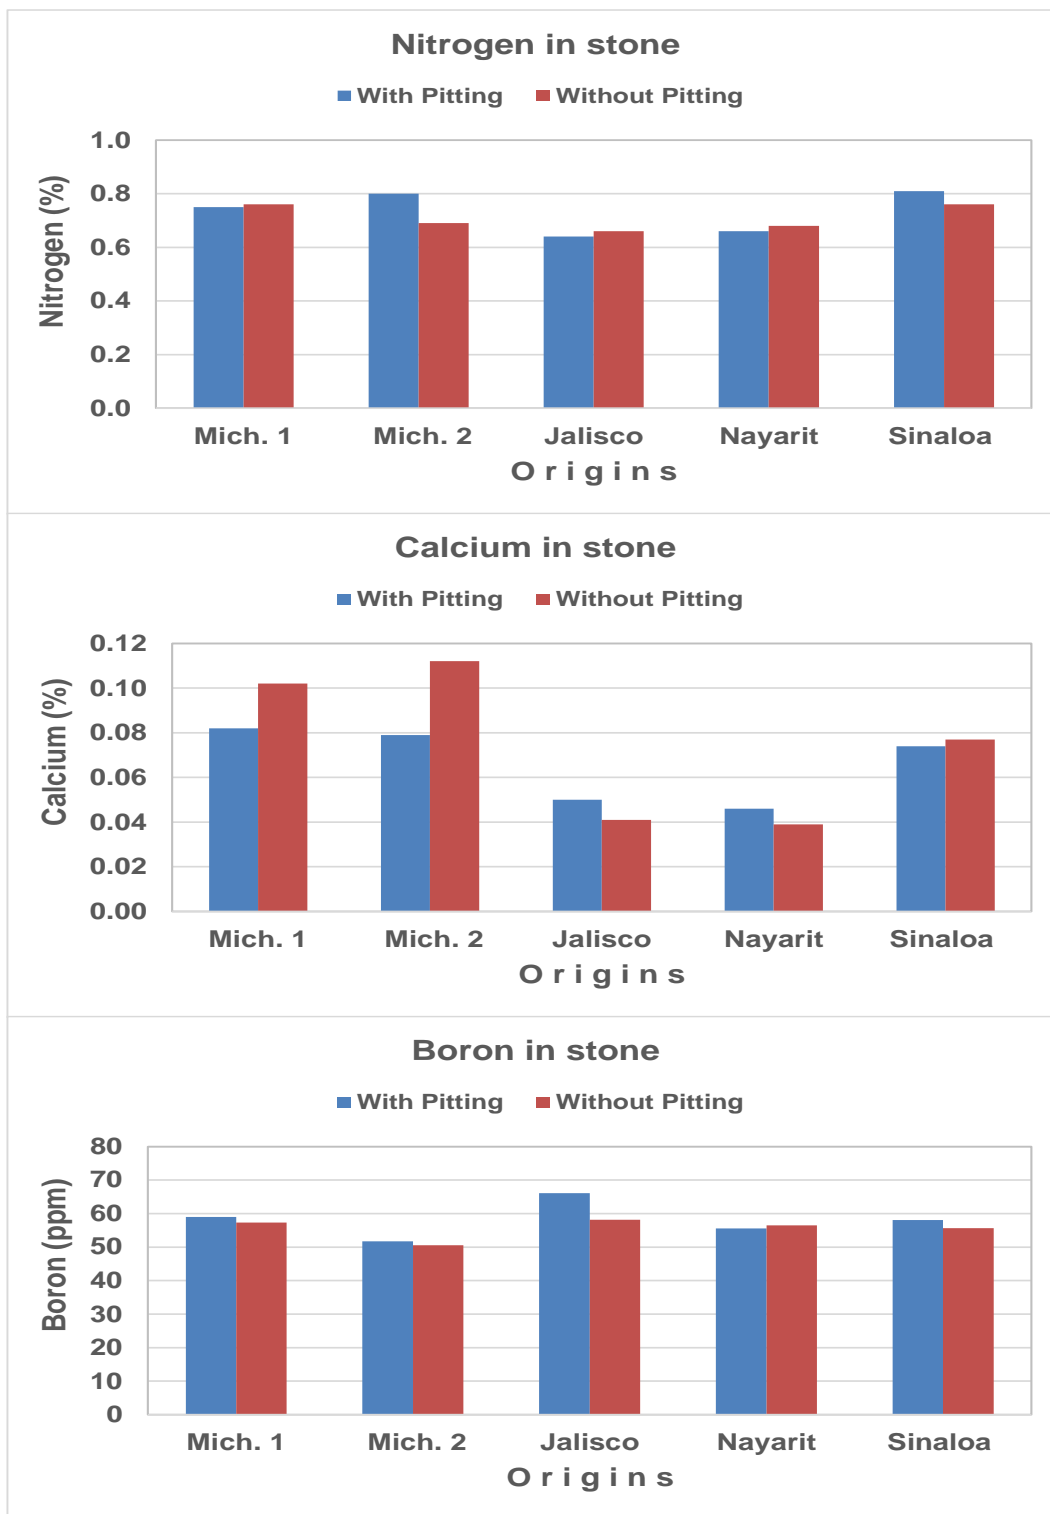 Nitrogen in stone
With Pitting Without Pitting
1.0
0.8
0.6
0.4
0.2
0.0
Nitrogen (%)
Mich. 1 Mich. 2 Jalisco Nayarit Sinaloa
O r i g i n s
Calcium in stone
With Pitting Without Pitting
0.12
0.10
0.08
0.06
0.04
0.02
0.00
Calcium (%)
Mich. 1 Mich. 2 Jalisco Nayarit Sinaloa
O r i g i n s
Boron in stone
With Pitting Without Pitting
80
70
60
50
40
30
20
10
0
Boron (ppm)
Mich. 1 Mich. 2 Jalisco Nayarit Sinaloa
O r i g i n s